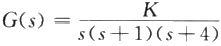 G(s) = K / s(s + 1)(s + 4)